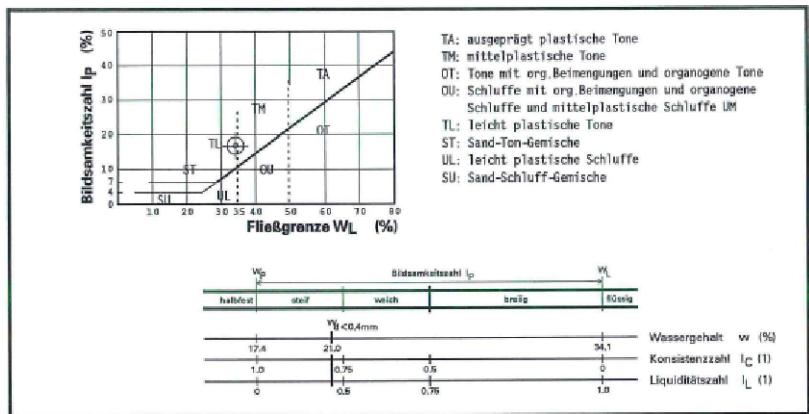 Bildsamkeitszahl IP (%)
50
40
30
20
10
7
4
TA
TM
OT
TL
ST
OU
SU
UL
10 20 30 35 40 50 60 70 80
Fließgrenze WL (%)
TA: ausgeprägt plastische Tone
TM: mittelplastische Tone
OT: Tone mit org.Beimengungen und organogene Tone
OU: Schluffe mit org.Beimengungen und organogene
Schluffe und mittelplastische Schluffe UM
TL: leicht plastische Tone
ST: Sand-Ton-Gemische
UL: leicht plastische Schluffe
SU: Sand-Schluff-Gemische
WP Bildsamkeitszahl IP WL
halbfest steif weich breiig flüssig
W ü<0,4mm
Wassergehalt w (%)
17.4 21.0 34.1
Konsistenzzahl IC (1)
1.0 0.75 0.5 0
Liquiditätszahl IL (1)
0 0.5 0.75 1.0